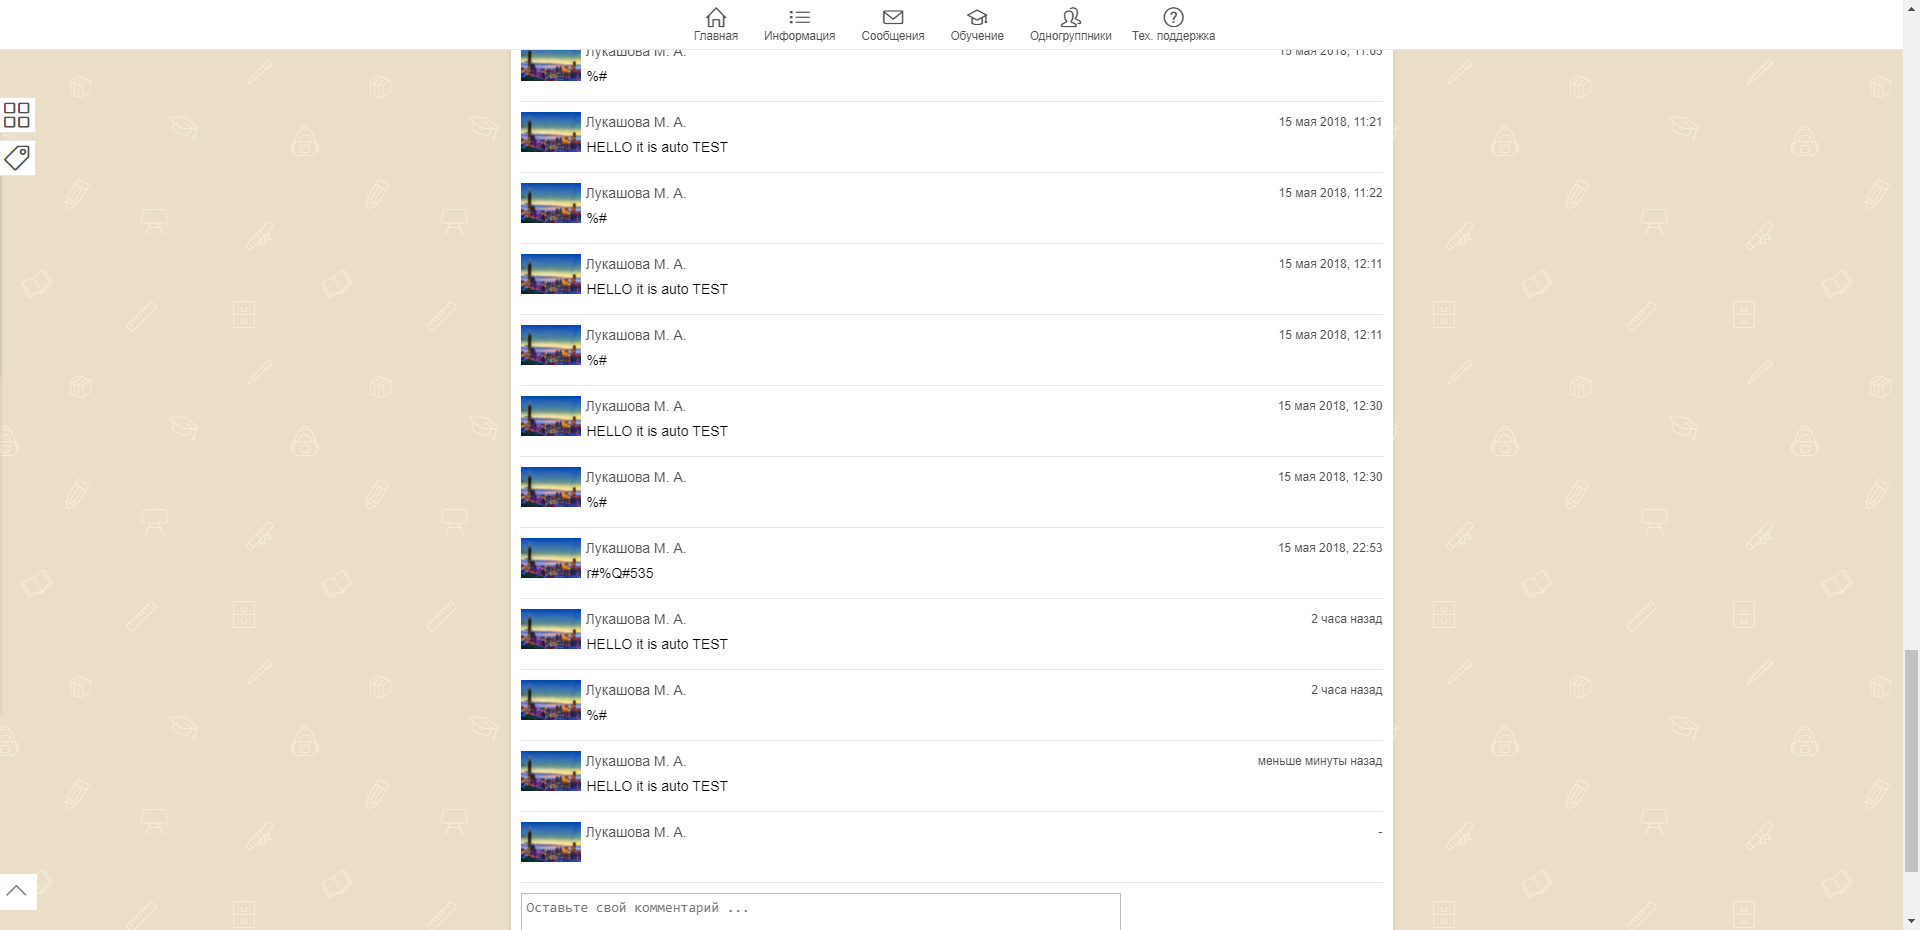 Главная Информация Сообщения Обучение Одногруппники Тех. поддержка
Лукашова М. А. 15 мая 2018, 11:05
%#
Лукашова М. А. 15 мая 2018, 11:21
HELLO it is auto TEST
Лукашова М. А. 15 мая 2018, 11:22
%#
Лукашова М. А. 15 мая 2018, 12:11
HELLO it is auto TEST
Лукашова М. А. 15 мая 2018, 12:11
%#
Лукашова М. А. 15 мая 2018, 12:30
HELLO it is auto TEST
Лукашова М. А. 15 мая 2018, 12:30
%#
Лукашова М. А. 15 мая 2018, 22:53
r#%Q#535
Лукашова М. А. 2 часа назад
HELLO it is auto TEST
Лукашова М. А. 2 часа назад
%#
Лукашова М. А. меньше минуты назад
HELLO it is auto TEST
Лукашова М. А. -
Оставьте свой комментарий ...